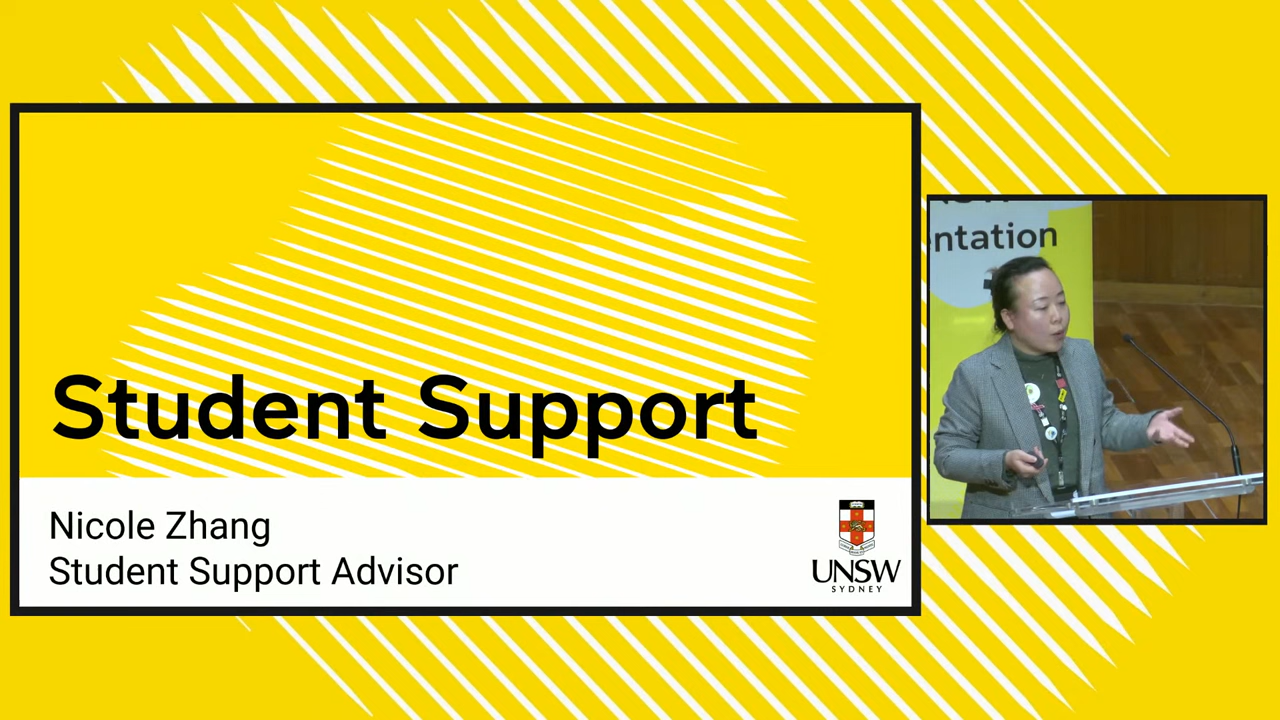 Student Support
Nicole Zhang
Student Support Advisor
UNSW
SYDNEY
ntation